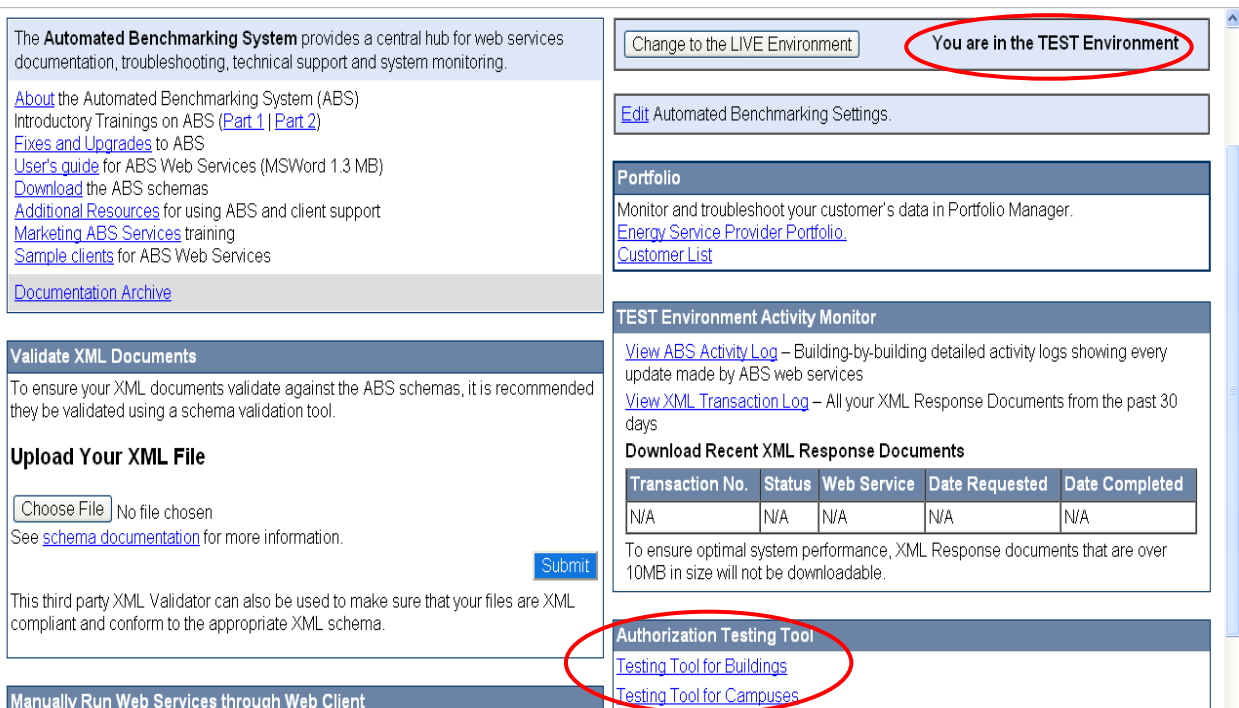 The Automated Benchmarking System provides a central hub for web services
documentation, troubleshooting, technical support and system monitoring.
About the Automated Benchmarking System (ABS)
Introductory Trainings on ABS (Part 1 | Part 2)
Fixes and Upgrades to ABS
User's guide for ABS Web Services (MSWord 1.3 MB)
Download the ABS schemas
Additional Resources for using ABS and client support
Marketing ABS Services training
Sample clients for ABS Web Services
Documentation Archive
Validate XML Documents
To ensure your XML documents validate against the ABS schemas, it is recommended
they be validated using a schema validation tool.
Upload Your XML File
Choose File No file chosen
See schema documentation for more information.
Submit
This third party XML Validator can also be used to make sure that your files are XML
compliant and conform to the appropriate XML schema.
Manually Run Web Services through Web Client
Change to the LIVE Environment You are in the TEST Environment
Edit Automated Benchmarking Settings.
Portfolio
Monitor and troubleshoot your customer's data in Portfolio Manager.
Energy Service Provider Portfolio.
Customer List
TEST Environment Activity Monitor
View ABS Activity Log – Building-by-building detailed activity logs showing every
update made by ABS web services
View XML Transaction Log – All your XML Response Documents from the past 30
days
Download Recent XML Response Documents
Transaction No. Status Web Service Date Requested Date Completed
N/A N/A N/A N/A N/A
To ensure optimal system performance, XML Response documents that are over
10MB in size will not be downloadable.
Authorization Testing Tool
Testing Tool for Buildings
Testing Tool for Campuses